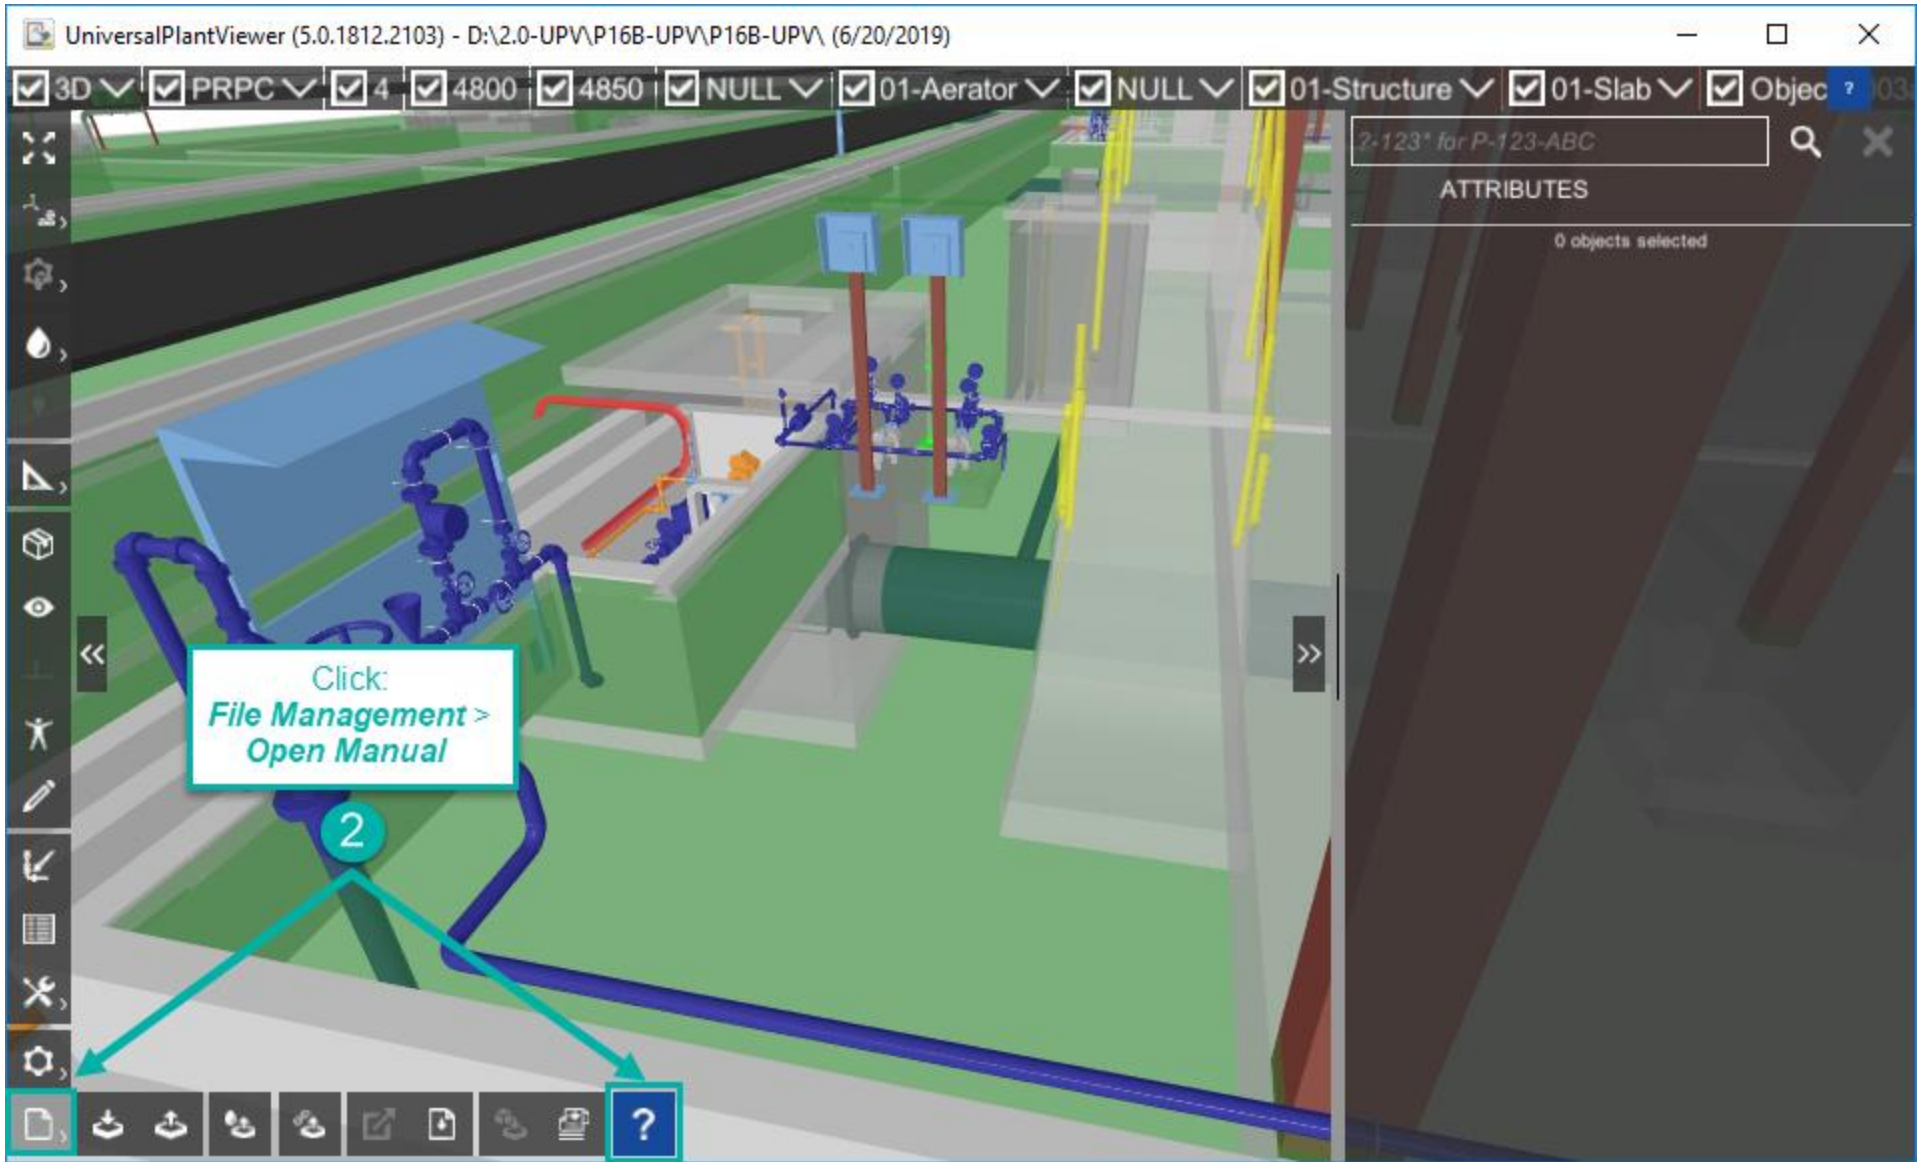 UniversalPlantViewer (5.0.1812.2103) - D:\2.0-UPV\P16B-UPV\P16B-UPV\ (6/20/2019)
3D PRPC 4 4800 4850 NULL 01-Aerator NULL 01-Structure 01-Slab Objec ?
?-123* for P-123-ABC
ATTRIBUTES
0 objects selected
Click:
File Management >
Open Manual
2
?